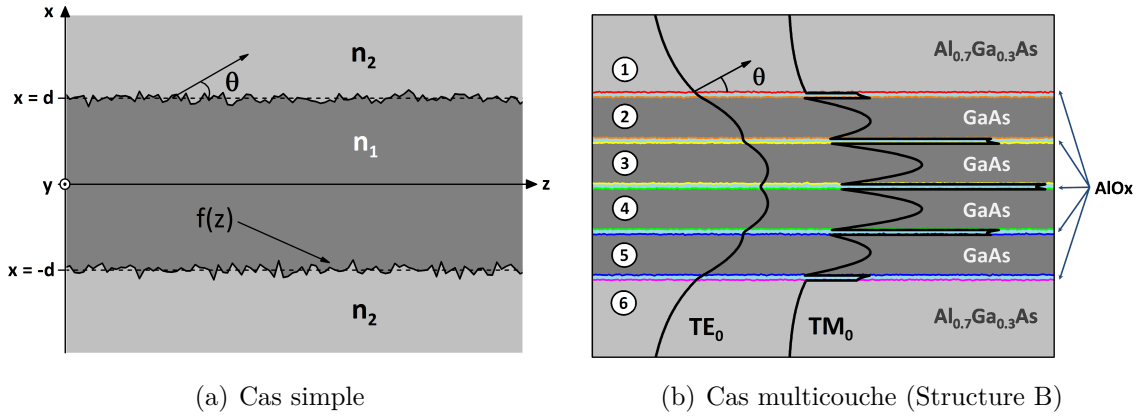 x
n₂
θ
x = d
n₁
y
z
f(z)
x = -d
n₂
(a) Cas simple
Al₀.₇Ga₀.₃As
1
θ
2
GaAs
3
GaAs
AlOx
4
GaAs
5
GaAs
6
TE₀
TM₀
Al₀.₇Ga₀.₃As
(b) Cas multicouche (Structure B)